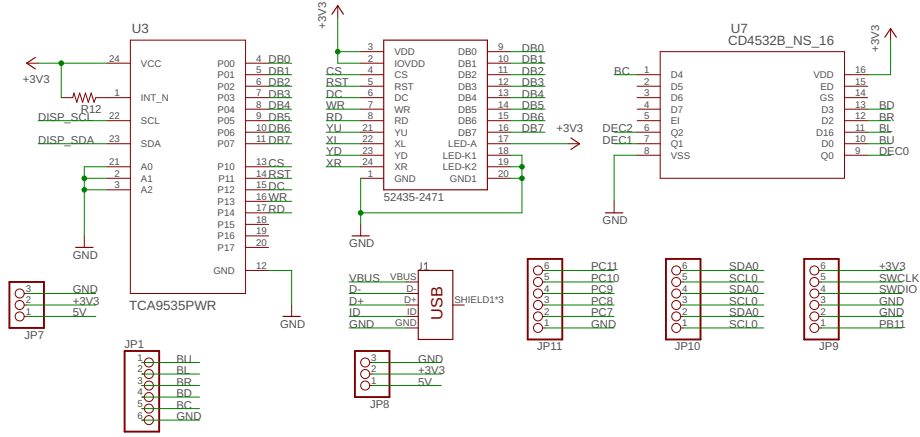 U3
+3V3
24 VCC P00 4 DB0
P01 5 DB1
+3V3 P02 6 DB2
1 INT_N P03 7 DB3
R12 P04 8 DB4
DISP_SCL 22 SCL P05 9 DB5
P06 10 DB6
DISP_SDA 23 SDA P07 11 DB7
21 A0 P10 13 CS
2 A1 P11 14 RST
3 A2 P12 15 DC
P13 16 WR
P14 17 RD
P15 18
P16 19
P17 20
GND
GND 12
TCA9535PWR
GND
3 VDD DB0 9 DB0
2 IOVDD DB1 10 DB1
CS 4 CS DB2 11 DB2
RST 5 RST DB3 12 DB3
DC 6 DC DB4 13 DB4
WR 7 WR DB5 14 DB5
RD 8 RD DB6 15 DB6
YU 21 YU DB7 16 DB7
XL 22 XL LED-A 17 +3V3
YD 23 YD LED-K1 18
XR 24 XR LED-K2 19
1 GND GND1 20
52435-2471
GND
U7
CD4532B_NS_16
+3V3
BC 1 D4 VDD 16
2 D5 ED 15
3 D6 GS 14
4 D7 D3 13 BD
5 EI D2 12 BR
DEC2 6 Q2 D16 11 BL
DEC1 7 Q1 D0 10 BU
8 VSS Q0 9 DEC0
GND
3 GND
2 +3V3
1 5V
JP7
J1
VBUS VBUS
D- D-
D+ D+
ID ID
GND GND
USB
SHIELD1*3
6 PC11
5 PC10
4 PC9
3 PC8
2 PC7
1 GND
JP11
6 SDA0
5 SCL0
4 SDA0
3 SCL0
2 SDA0
1 SCL0
JP10
6 +3V3
5 SWCLK
4 SWDIO
3 GND
2 GND
1 PB11
JP9
JP1
1 BU
2 BL
3 BR
4 BD
5 BC
6 GND
3 GND
2 +3V3
1 5V
JP8